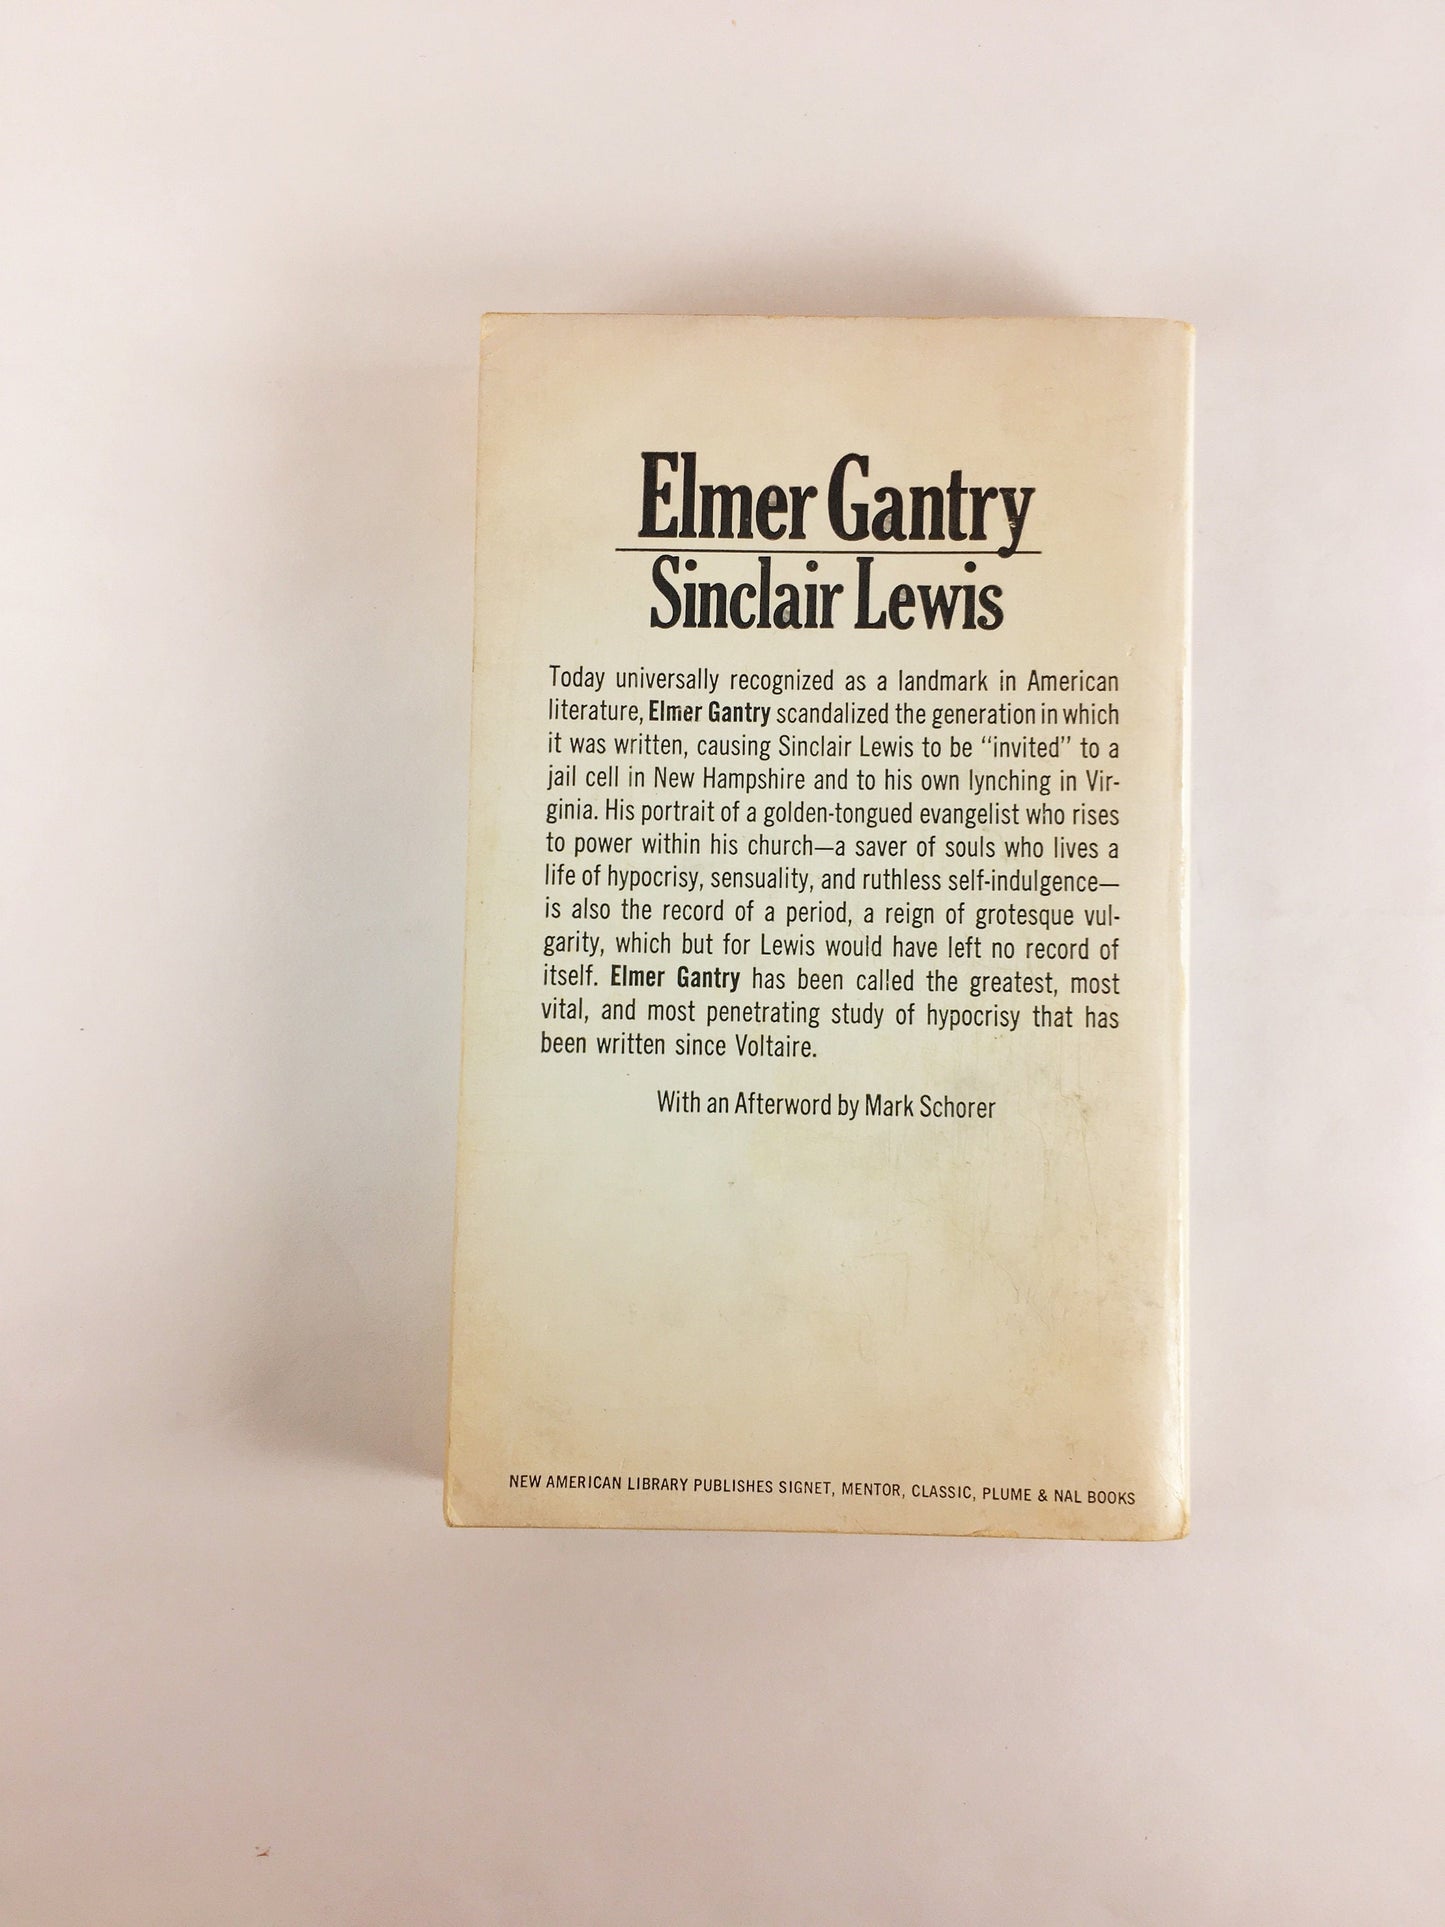 Elmer Gantry
Sinclair Lewis
Today universally recognized as a landmark in American
literature, Elmer Gantry scandalized the generation in which
it was written, causing Sinclair Lewis to be “invited” to a
jail cell in New Hampshire and to his own lynching in Vir-
ginia. His portrait of a golden-tongued evangelist who rises
to power within his church—a saver of souls who lives a
life of hypocrisy, sensuality, and ruthless self-indulgence—
is also the record of a period, a reign of grotesque vul-
garity, which but for Lewis would have left no record of
itself. Elmer Gantry has been called the greatest, most
vital, and most penetrating study of hypocrisy that has
been written since Voltaire.
With an Afterword by Mark Schorer
NEW AMERICAN LIBRARY PUBLISHES SIGNET, MENTOR, CLASSIC, PLUME & NAL BOOKS